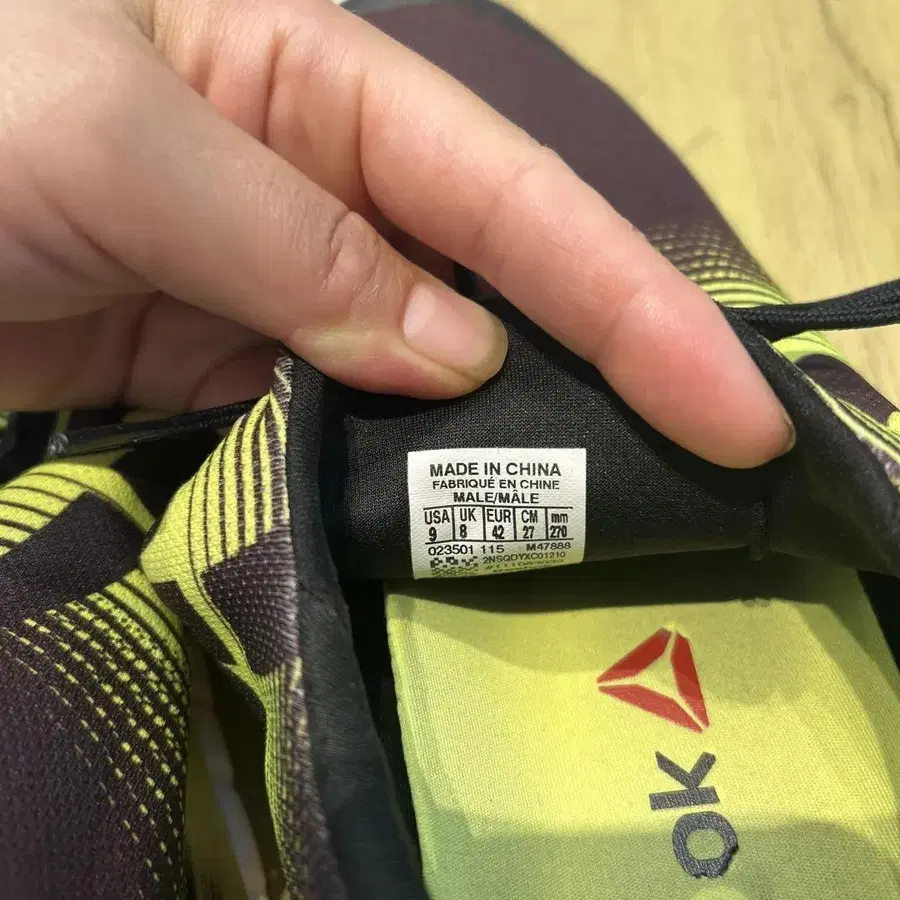 MADE IN CHINA
FABRIQUÉ EN CHINE
MALE/MÂLE
USA UK EUR CM mm
9 8 42 27 270
023501 115 M47888
2NSQDYXC01210
ok